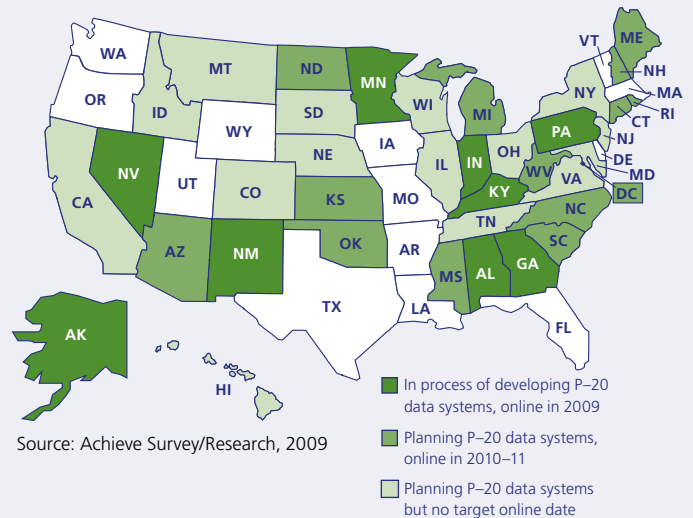 VT
ME
WA
NH
MT
ND
MN
MA
OR
NY
ID
WI
RI
SD
MI
CT
WY
PA
NJ
IA
OH
NE
DE
NV
IN
IL
WV
MD
UT
CO
VA
DC
CA
KS
MO
KY
NC
TN
AZ
OK
AR
SC
NM
MS
AL
GA
TX
LA
FL
AK
HI
In process of developing P–20
data systems, online in 2009
Source: Achieve Survey/Research, 2009
Planning P–20 data systems,
online in 2010–11
Planning P–20 data systems
but no target online date